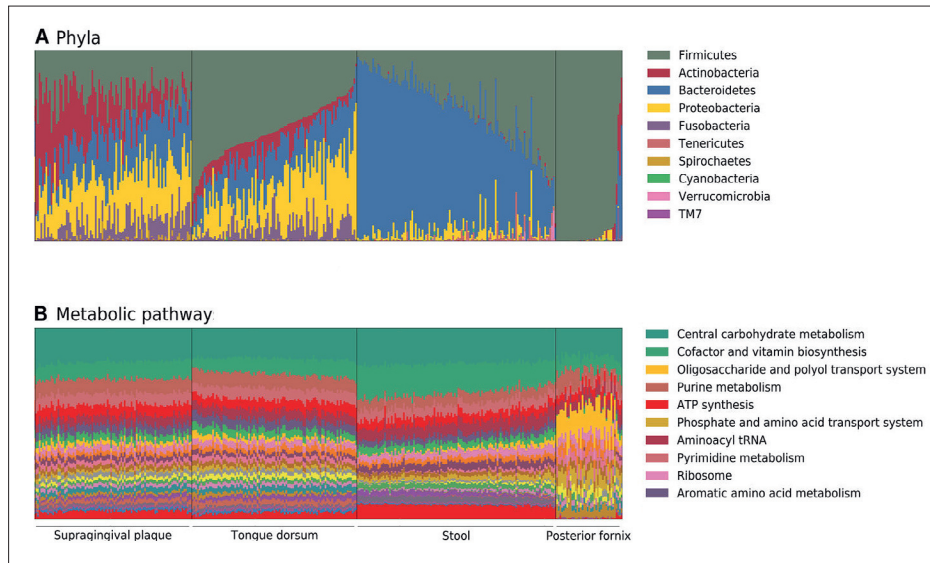 A Phyla
Firmicutes
Actinobacteria
Bacteroidetes
Proteobacteria
Fusobacteria
Tenericutes
Spirochaetes
Cyanobacteria
Verrucomicrobia
TM7
B Metabolic pathway
Central carbohydrate metabolism
Cofactor and vitamin biosynthesis
Oligosaccharide and polyol transport system
Purine metabolism
ATP synthesis
Phosphate and amino acid transport system
Aminoacyl tRNA
Pyrimidine metabolism
Ribosome
Aromatic amino acid metabolism
Supragingival plaque Tongue dorsum Stool Posterior fornix